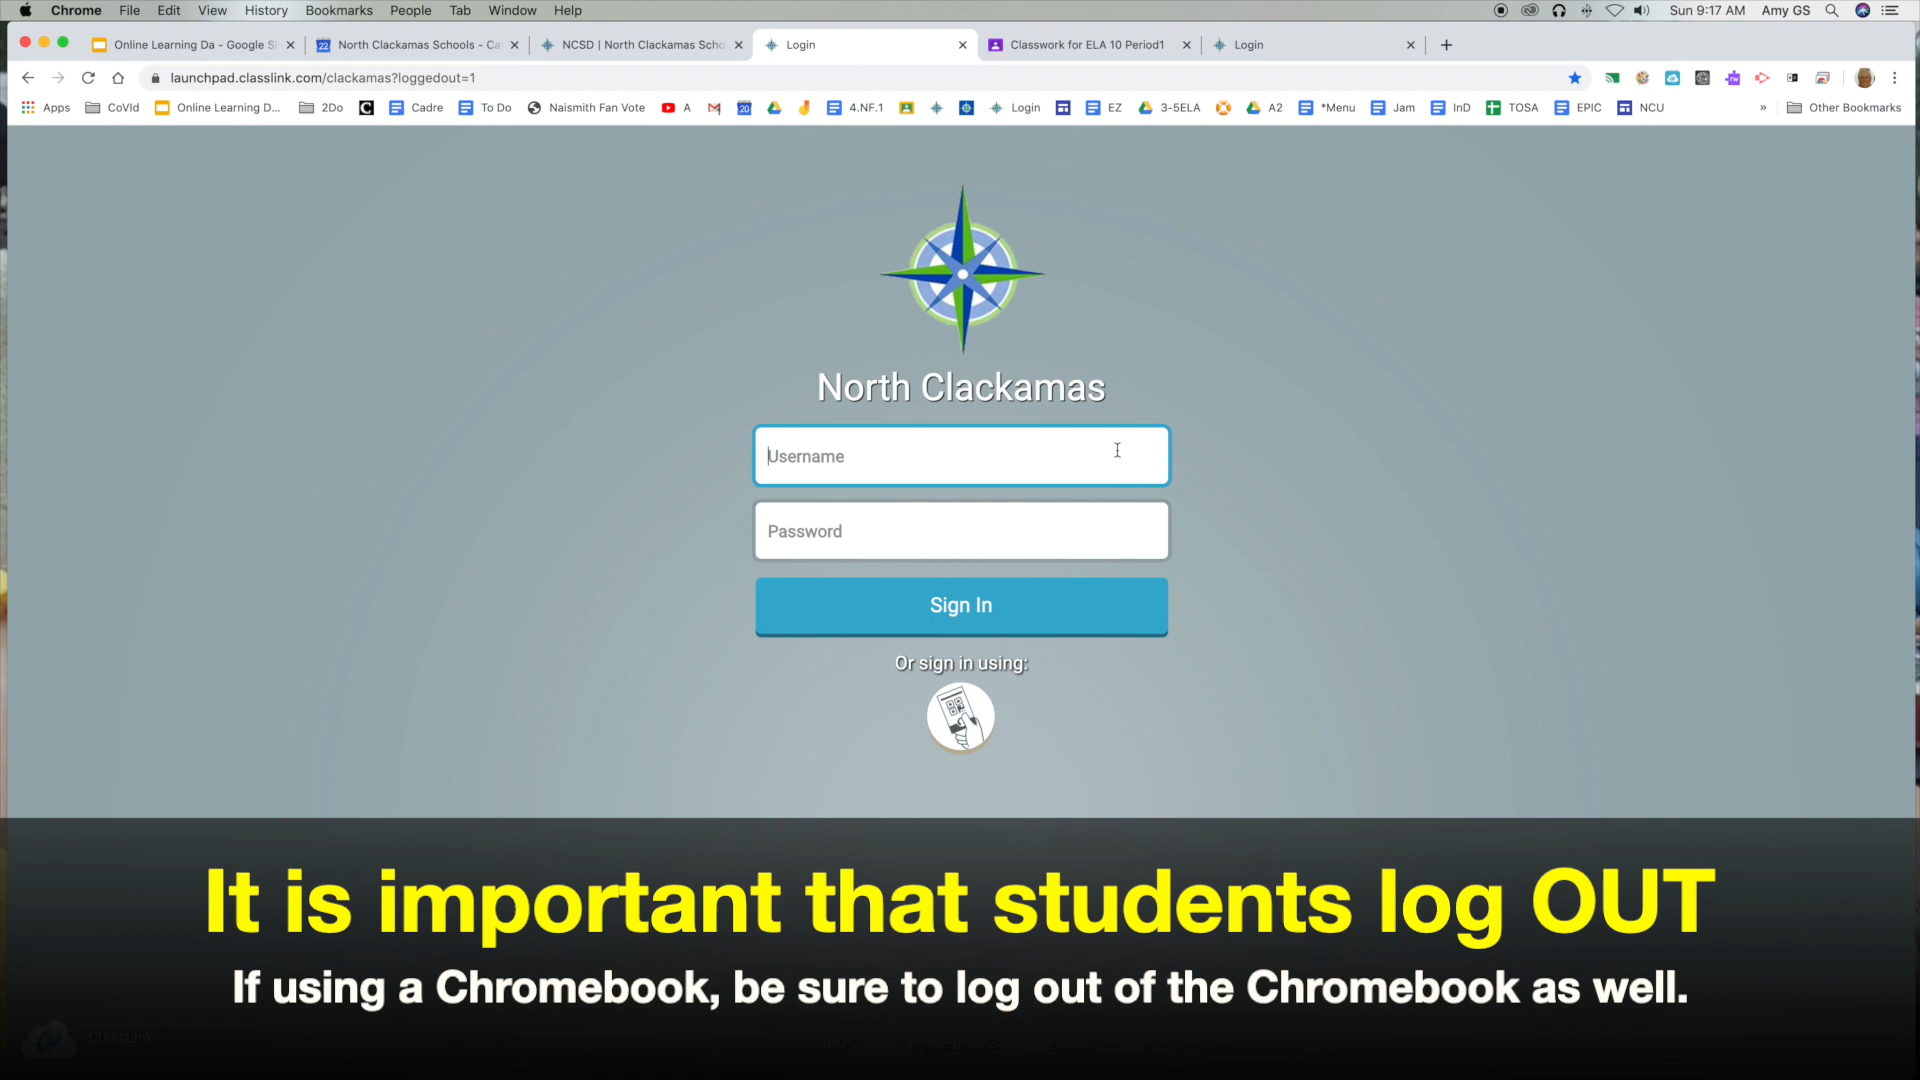 Chrome File Edit View History Bookmarks People Tab Window Help Sun 9:17 AM Amy GS
Online Learning Da - Google Sl North Clackamas Schools - Ca NCSD | North Clackamas Scho Login Classwork for ELA 10 Period1 Login
launchpad.classlink.com/clackamas?loggedout=1
Apps CoVId Online Learning D... 2Do Cadre To Do Naismith Fan Vote A 4.NF.1 Login EZ 3-5ELA A2 *Menu Jam InD TOSA EPIC NCU » Other Bookmarks
North Clackamas
Username
Password
Sign In
Or sign in using:
It is important that students log OUT
If using a Chromebook, be sure to log out of the Chromebook as well.
ClassLink